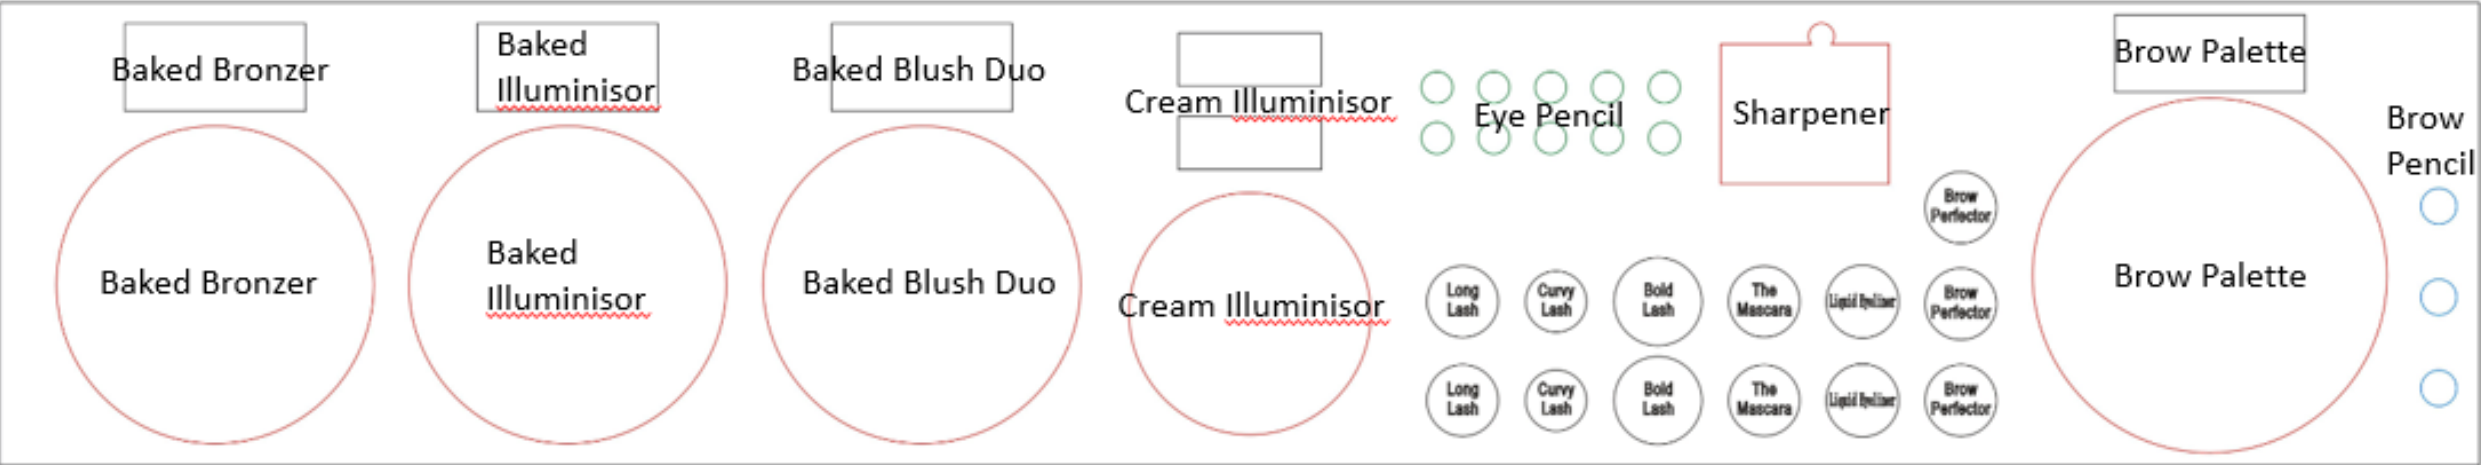 Baked Bronzer
Baked
Illuminisor
Baked Blush Duo
Cream Illuminisor
Eye Pencil
Sharpener
Brow Palette
Brow
Pencil
Baked Bronzer
Baked
Illuminisor
Baked Blush Duo
Cream Illuminisor
Brow
Perfector
Brow Palette
Long
Lash
Curvy
Lash
Bold
Lash
The
Mascara
Liquid Eyeliner
Brow
Perfector
Long
Lash
Curvy
Lash
Bold
Lash
The
Mascara
Liquid Eyeliner
Brow
Perfector